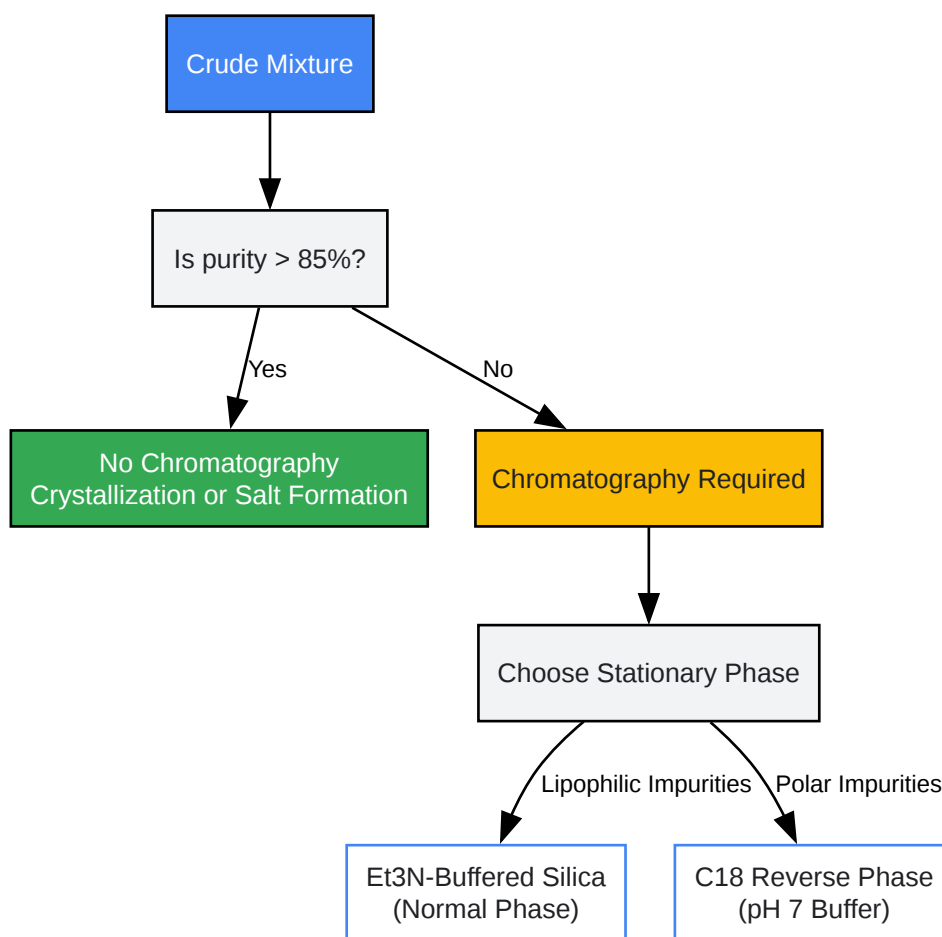 Crude Mixture
Is purity > 85%?
Yes
No
No Chromatography
Crystallization or Salt Formation
Chromatography Required
Choose Stationary Phase
Lipophilic Impurities
Polar Impurities
Et3N-Buffered Silica
(Normal Phase)
C18 Reverse Phase
(pH 7 Buffer)